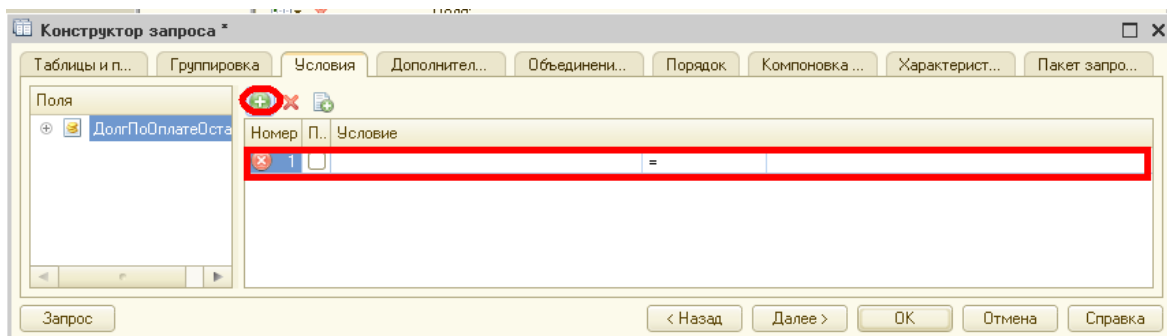 Конструктор запроса *
Таблицы и п... Группировка Условия Дополнител... Объединени... Порядок Компоновка ... Характерист... Пакет запро...
Поля
ДолгПоОплатеОста
Номер П.. Условие
1 =
Запрос < Назад Далее > OK Отмена Справка